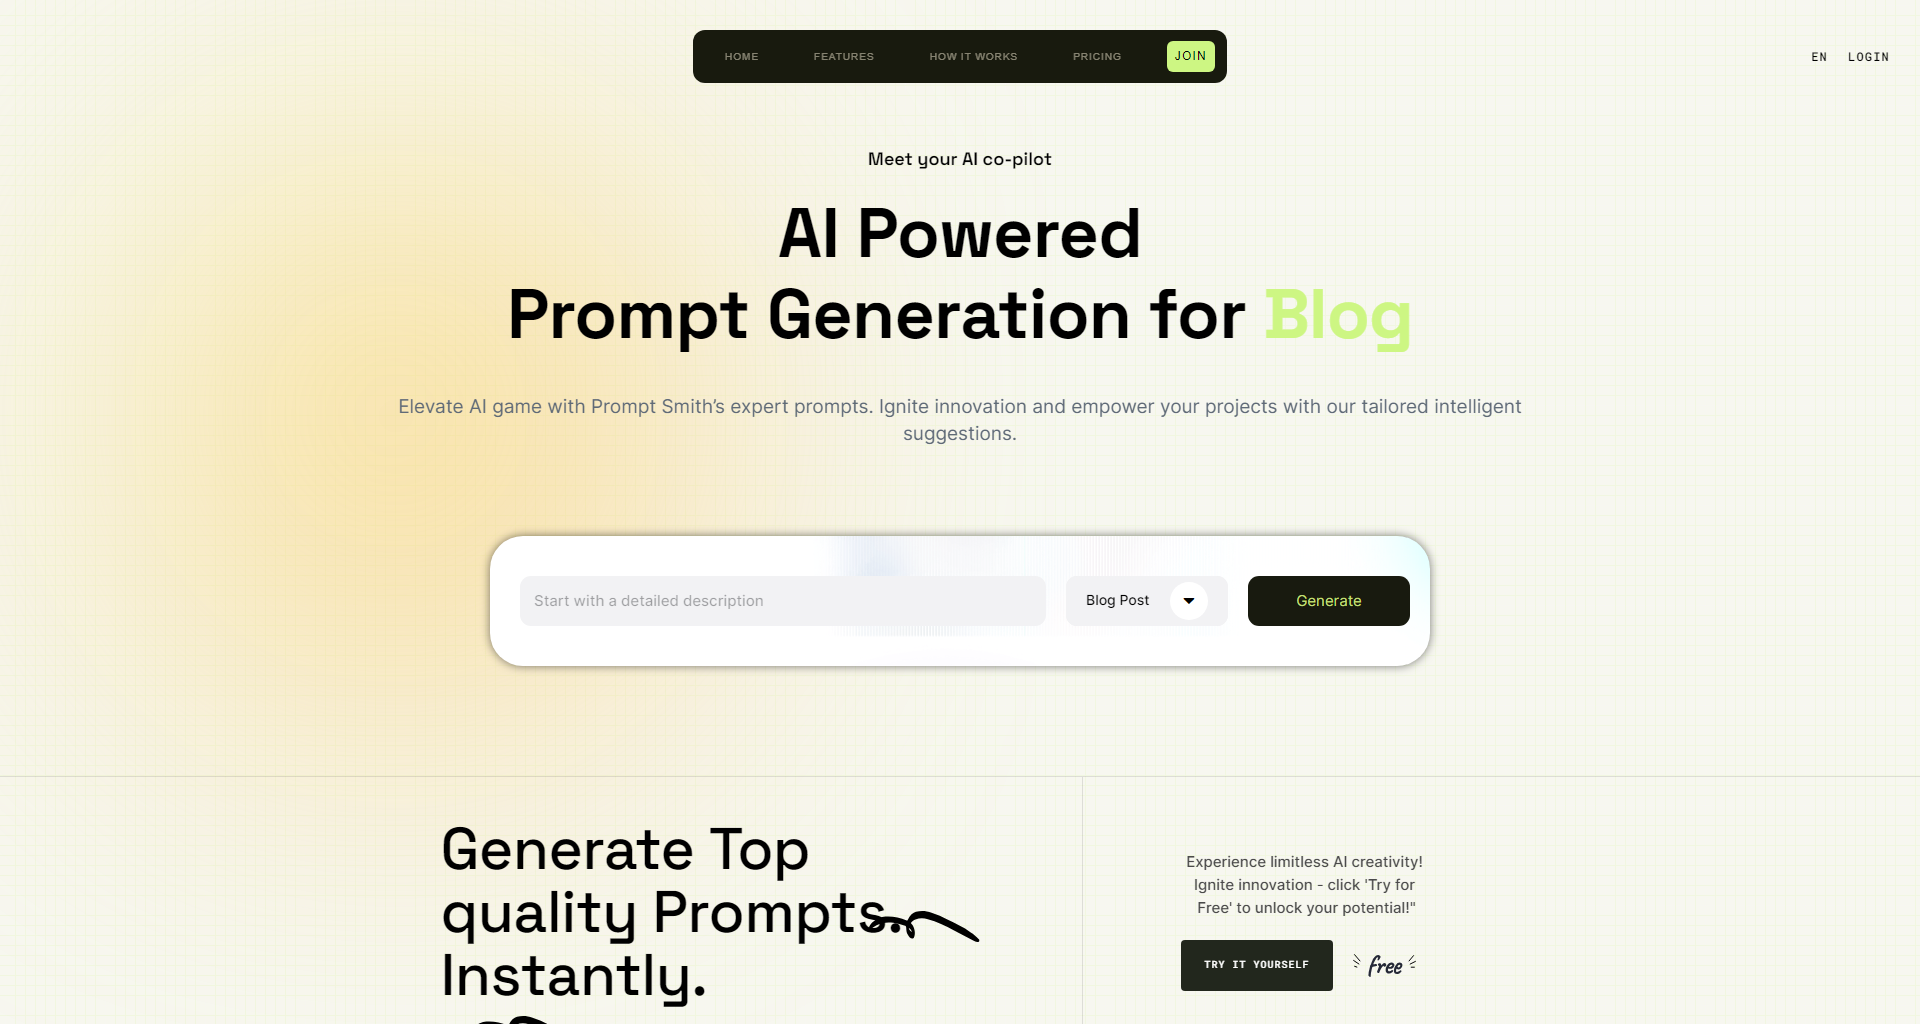 HOME FEATURES HOW IT WORKS PRICING JOIN
EN LOGIN
Meet your AI co-pilot
AI Powered
Prompt Generation for Blog
Elevate AI game with Prompt Smith’s expert prompts. Ignite innovation and empower your projects with our tailored intelligent
suggestions.
Start with a detailed description
Blog Post
Generate
Generate Top
quality Prompts.
Instantly.
Experience limitless AI creativity!
Ignite innovation - click 'Try for
Free' to unlock your potential!"
TRY IT YOURSELF
free